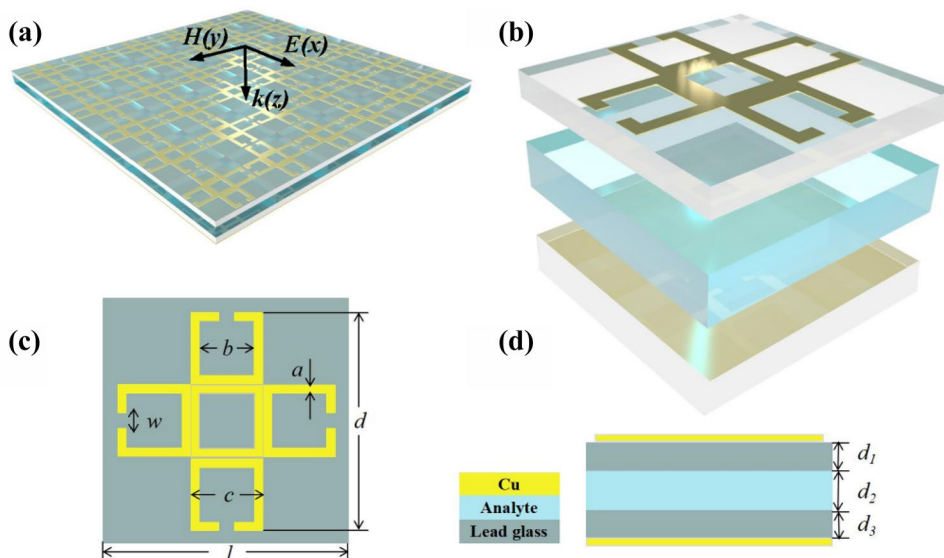 (a)
H(y)
E(x)
k(z)
(b)
(c)
b
a
w
d
c
l
(d)
Cu
Analyte
Lead glass
d1
d2
d3